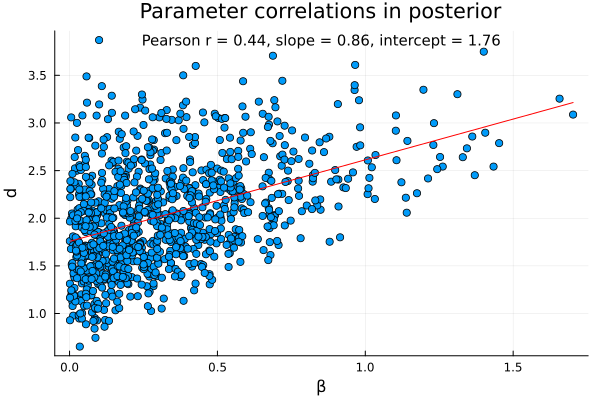 Parameter correlations in posterior
Pearson r = 0.44, slope = 0.86, intercept = 1.76
3.5
3.0
2.5
2.0
1.5
1.0
d
0.0
0.5
1.0
1.5
β